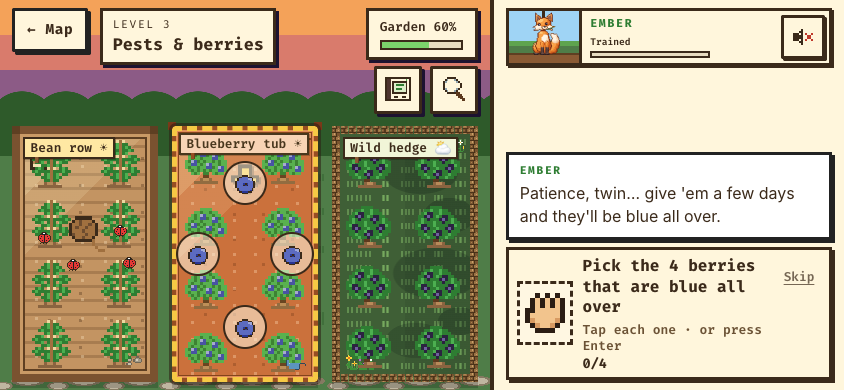 ← Map
LEVEL 3
Pests & berries
Garden 60%
Bean row
Blueberry tub
Wild hedge
EMBER
Trained
EMBER
Patience, twin... give 'em a few days
and they'll be blue all over.
Pick the 4 berries
that are blue all
over
Skip
Tap each one · or press
Enter
0/4